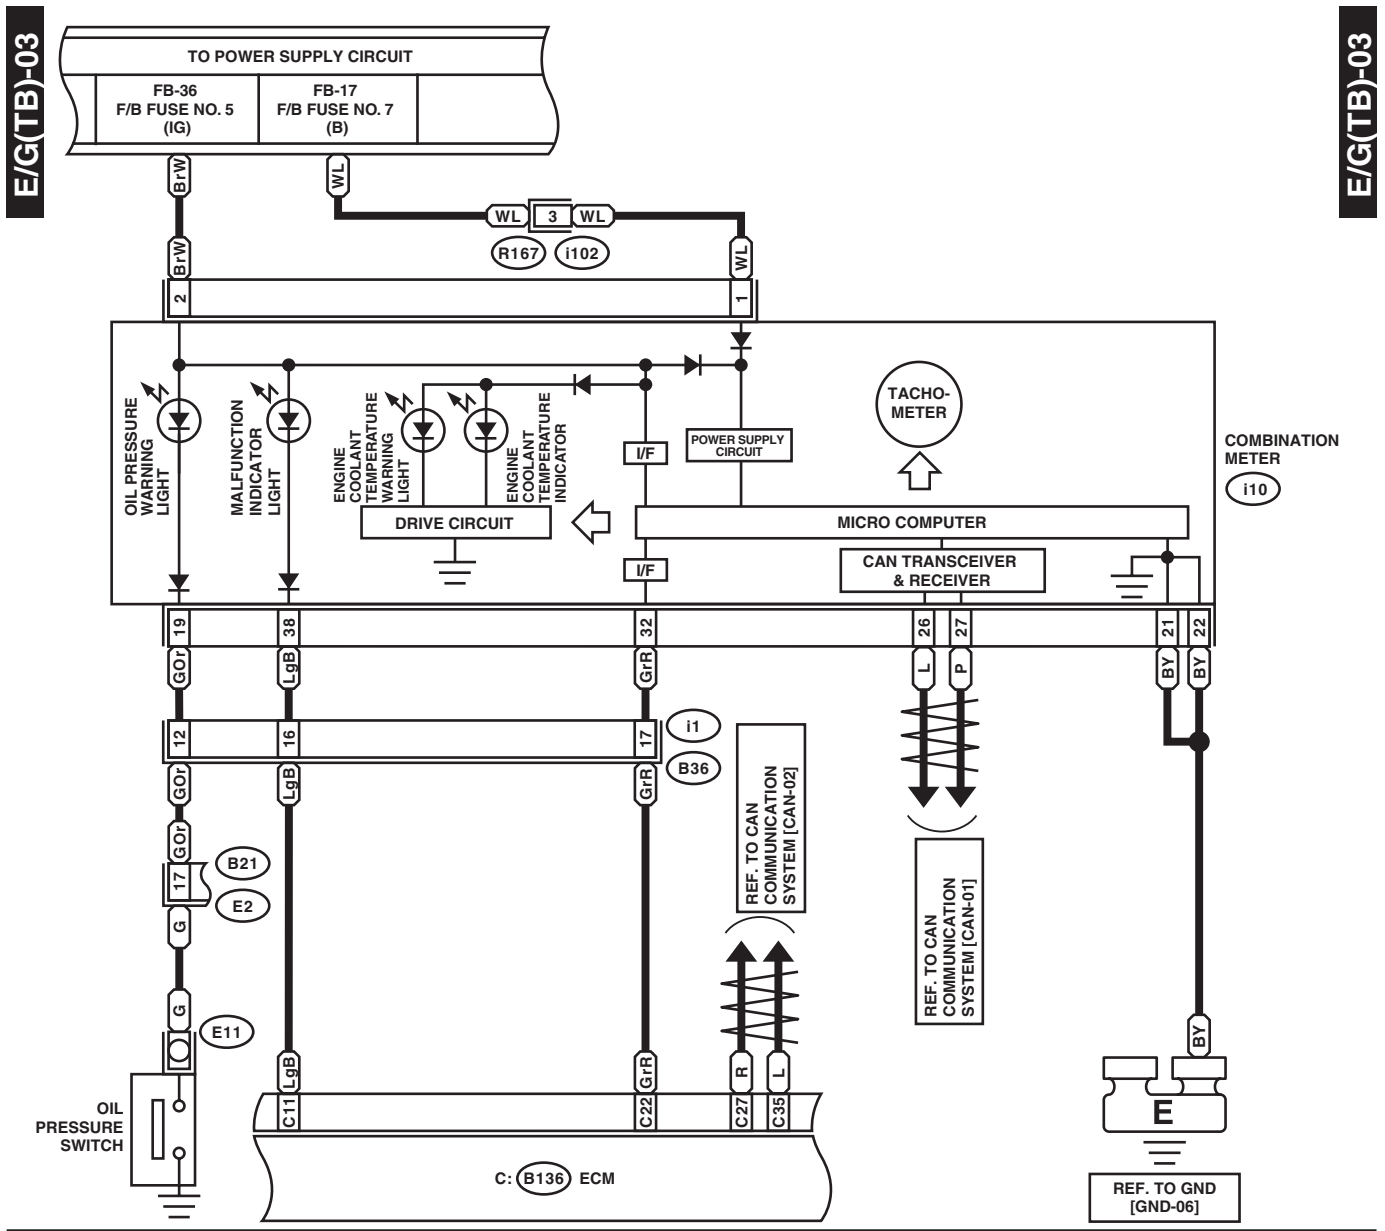 E/G(TB)-03
E/G(TB)-03
TO POWER SUPPLY CIRCUIT
FB-36
F/B FUSE NO. 5
(IG)
FB-17
F/B FUSE NO. 7
(B)
BrW
WL
WL
3
WL
R167
i102
BrW
WL
2
1
OIL PRESSURE
WARNING
LIGHT
MALFUNCTION
INDICATOR
LIGHT
ENGINE
COOLANT
TEMPERATURE
WARNING
LIGHT
ENGINE
COOLANT
TEMPERATURE
INDICATOR
I/F
POWER SUPPLY
CIRCUIT
TACHO-
METER
COMBINATION
METER
i10
DRIVE CIRCUIT
MICRO COMPUTER
I/F
CAN TRANSCEIVER
& RECEIVER
19
38
32
26
27
21
22
GOr
LgB
GrR
L
P
BY
BY
12
16
17
i1
B36
GOr
LgB
GrR
GOr
17
B21
E2
G
G
E11
REF. TO CAN
COMMUNICATION
SYSTEM [CAN-02]
REF. TO CAN
COMMUNICATION
SYSTEM [CAN-01]
BY
LgB
GrR
R
L
C11
C22
C27
C35
OIL
PRESSURE
SWITCH
C: B136 ECM
E
REF. TO GND
[GND-06]